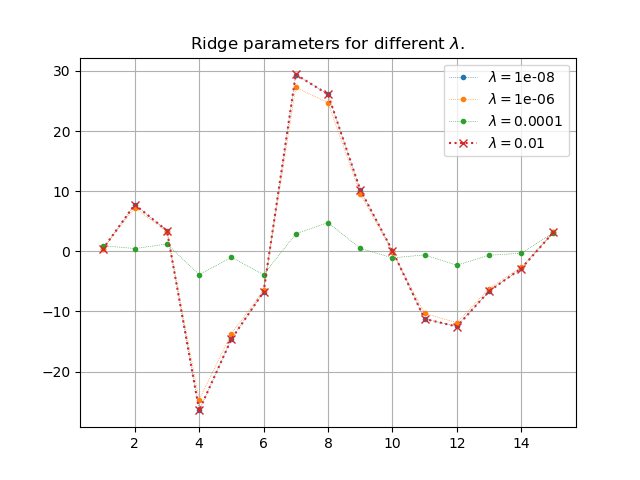 Ridge parameters for different λ.
30
20
10
0
−10
−20
λ = 1e-08
λ = 1e-06
λ = 0.0001
λ = 0.01
2 4 6 8 10 12 14